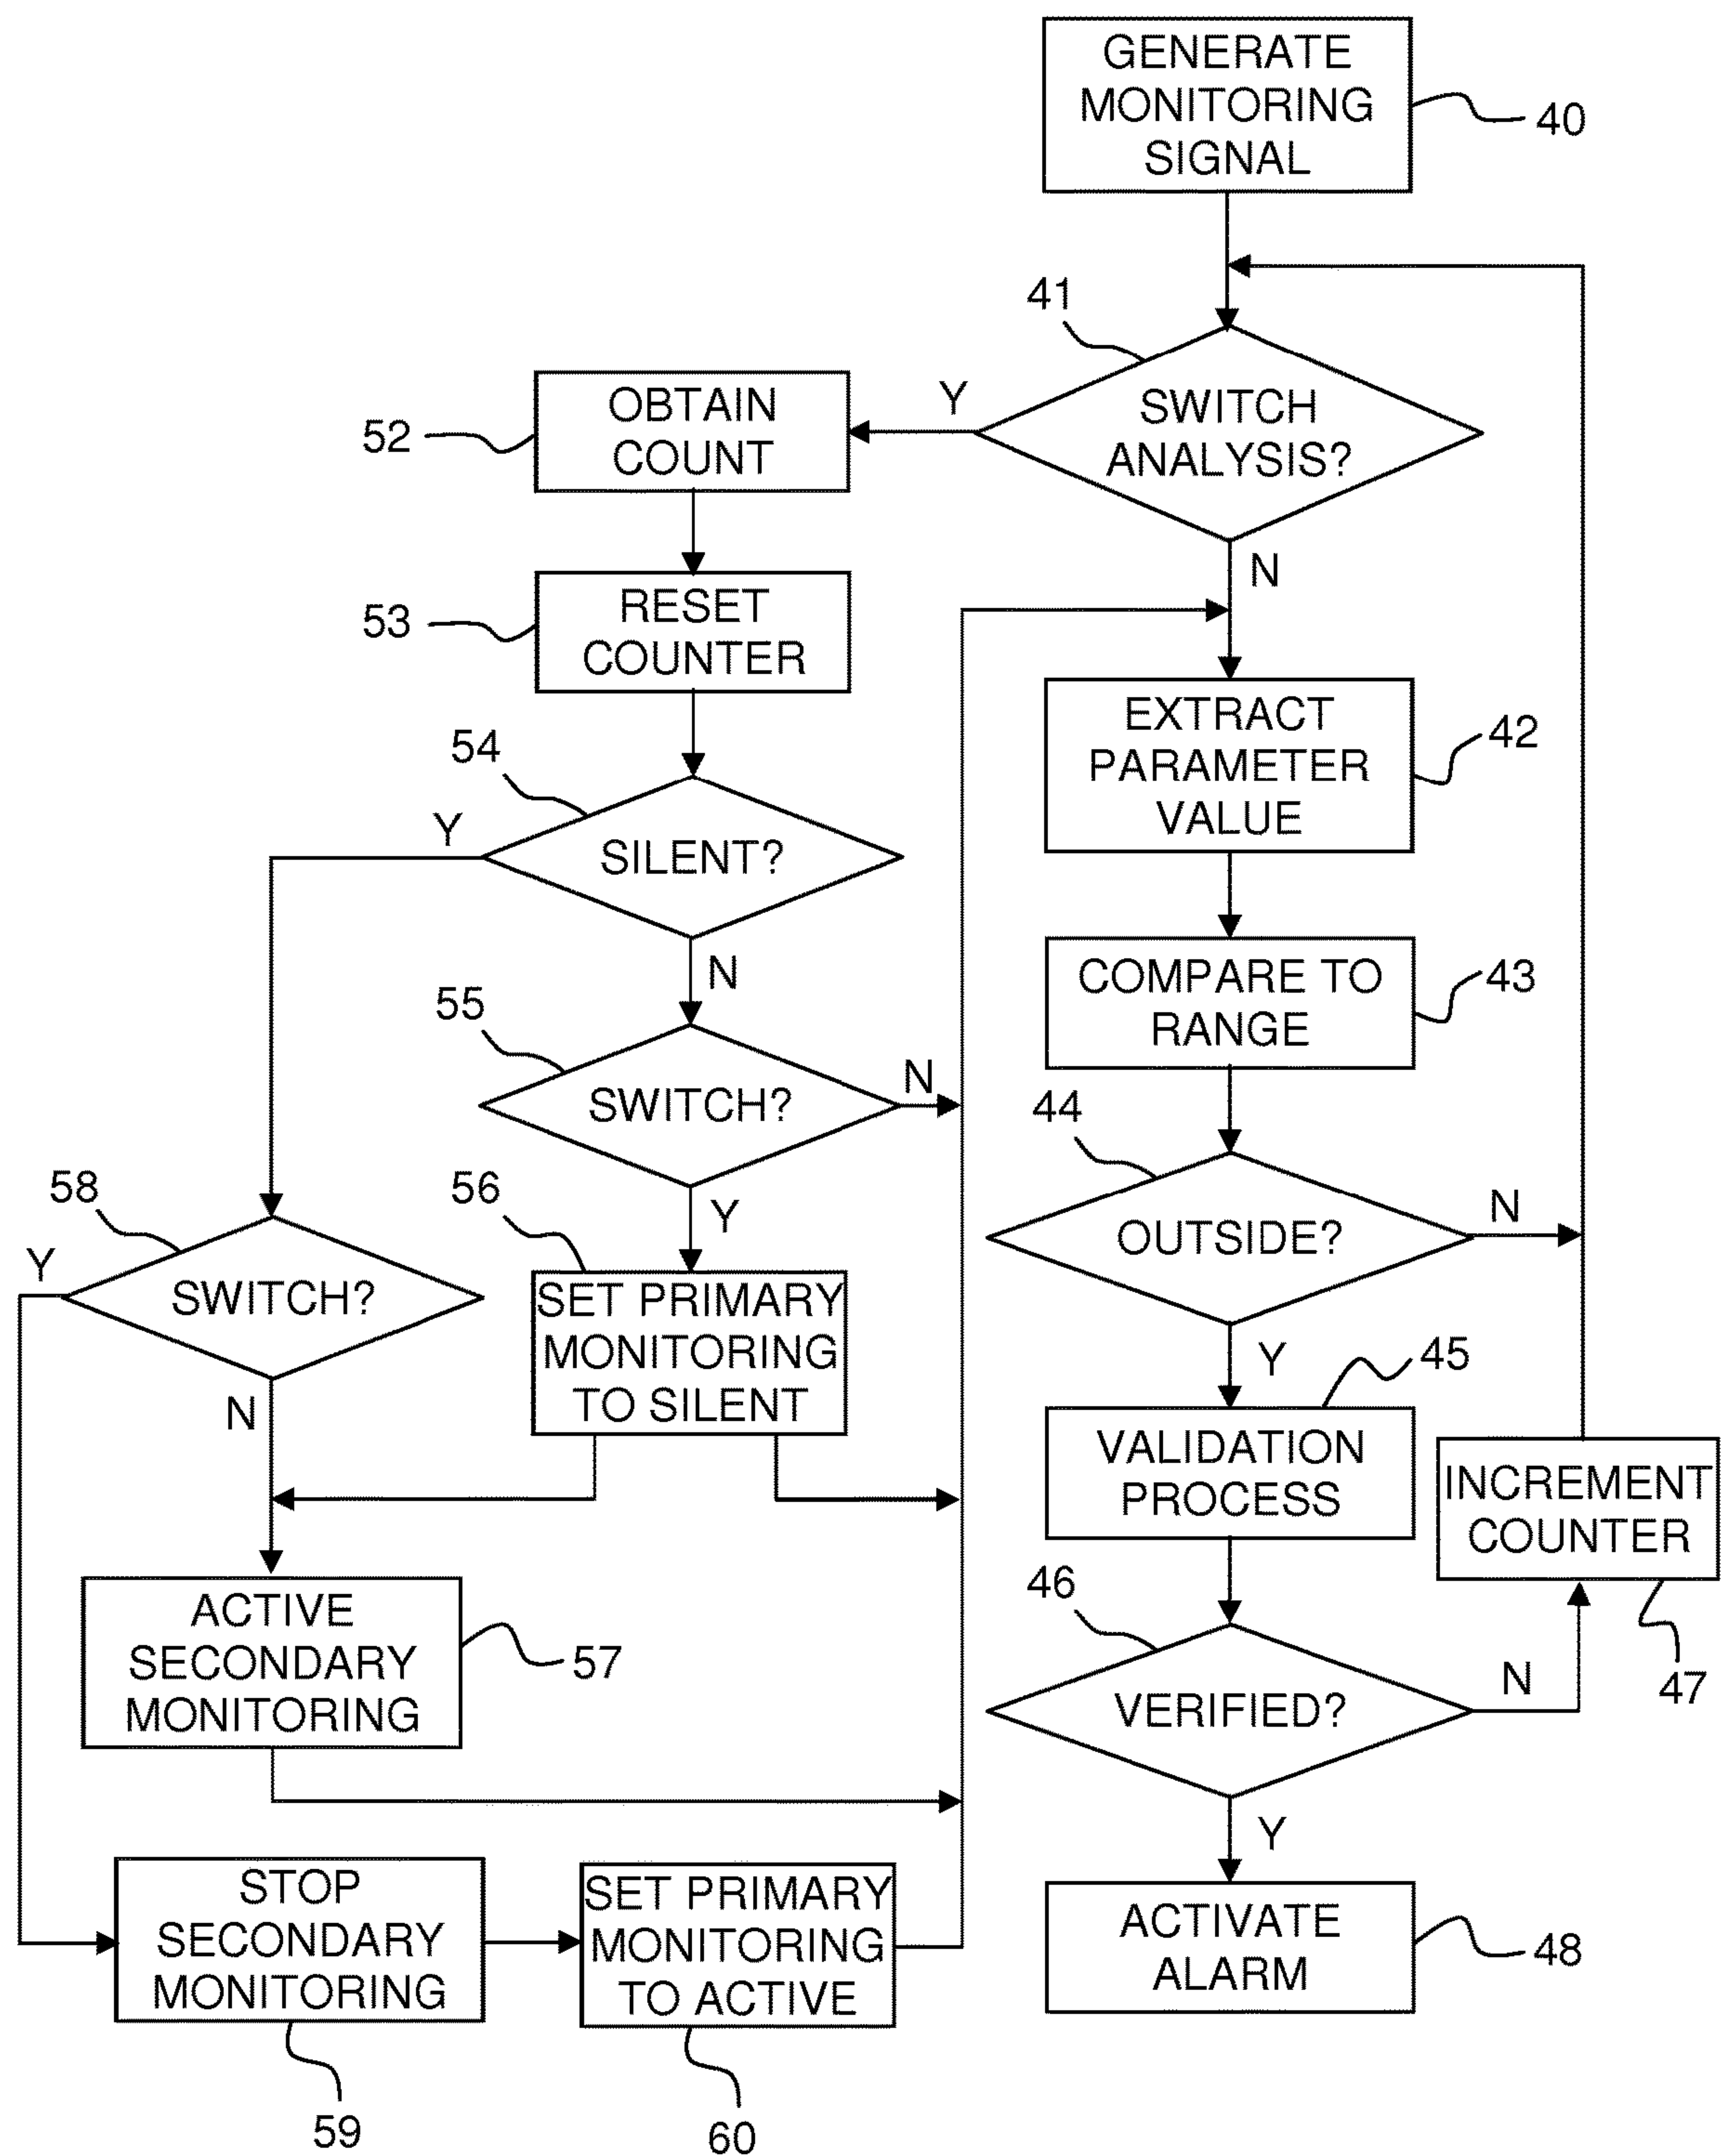 GENERATE
MONITORING
SIGNAL
40
41
SWITCH
ANALYSIS?
Y
N
OBTAIN
COUNT
52
RESET
COUNTER
53
54
SILENT?
Y
N
55
SWITCH?
N
Y
58
SWITCH?
Y
N
56
SET PRIMARY
MONITORING
TO SILENT
ACTIVE
SECONDARY
MONITORING
57
STOP
SECONDARY
MONITORING
59
SET PRIMARY
MONITORING
TO ACTIVE
60
EXTRACT
PARAMETER
VALUE
42
COMPARE TO
RANGE
43
44
OUTSIDE?
N
Y
45
VALIDATION
PROCESS
46
VERIFIED?
N
Y
INCREMENT
COUNTER
47
ACTIVATE
ALARM
48